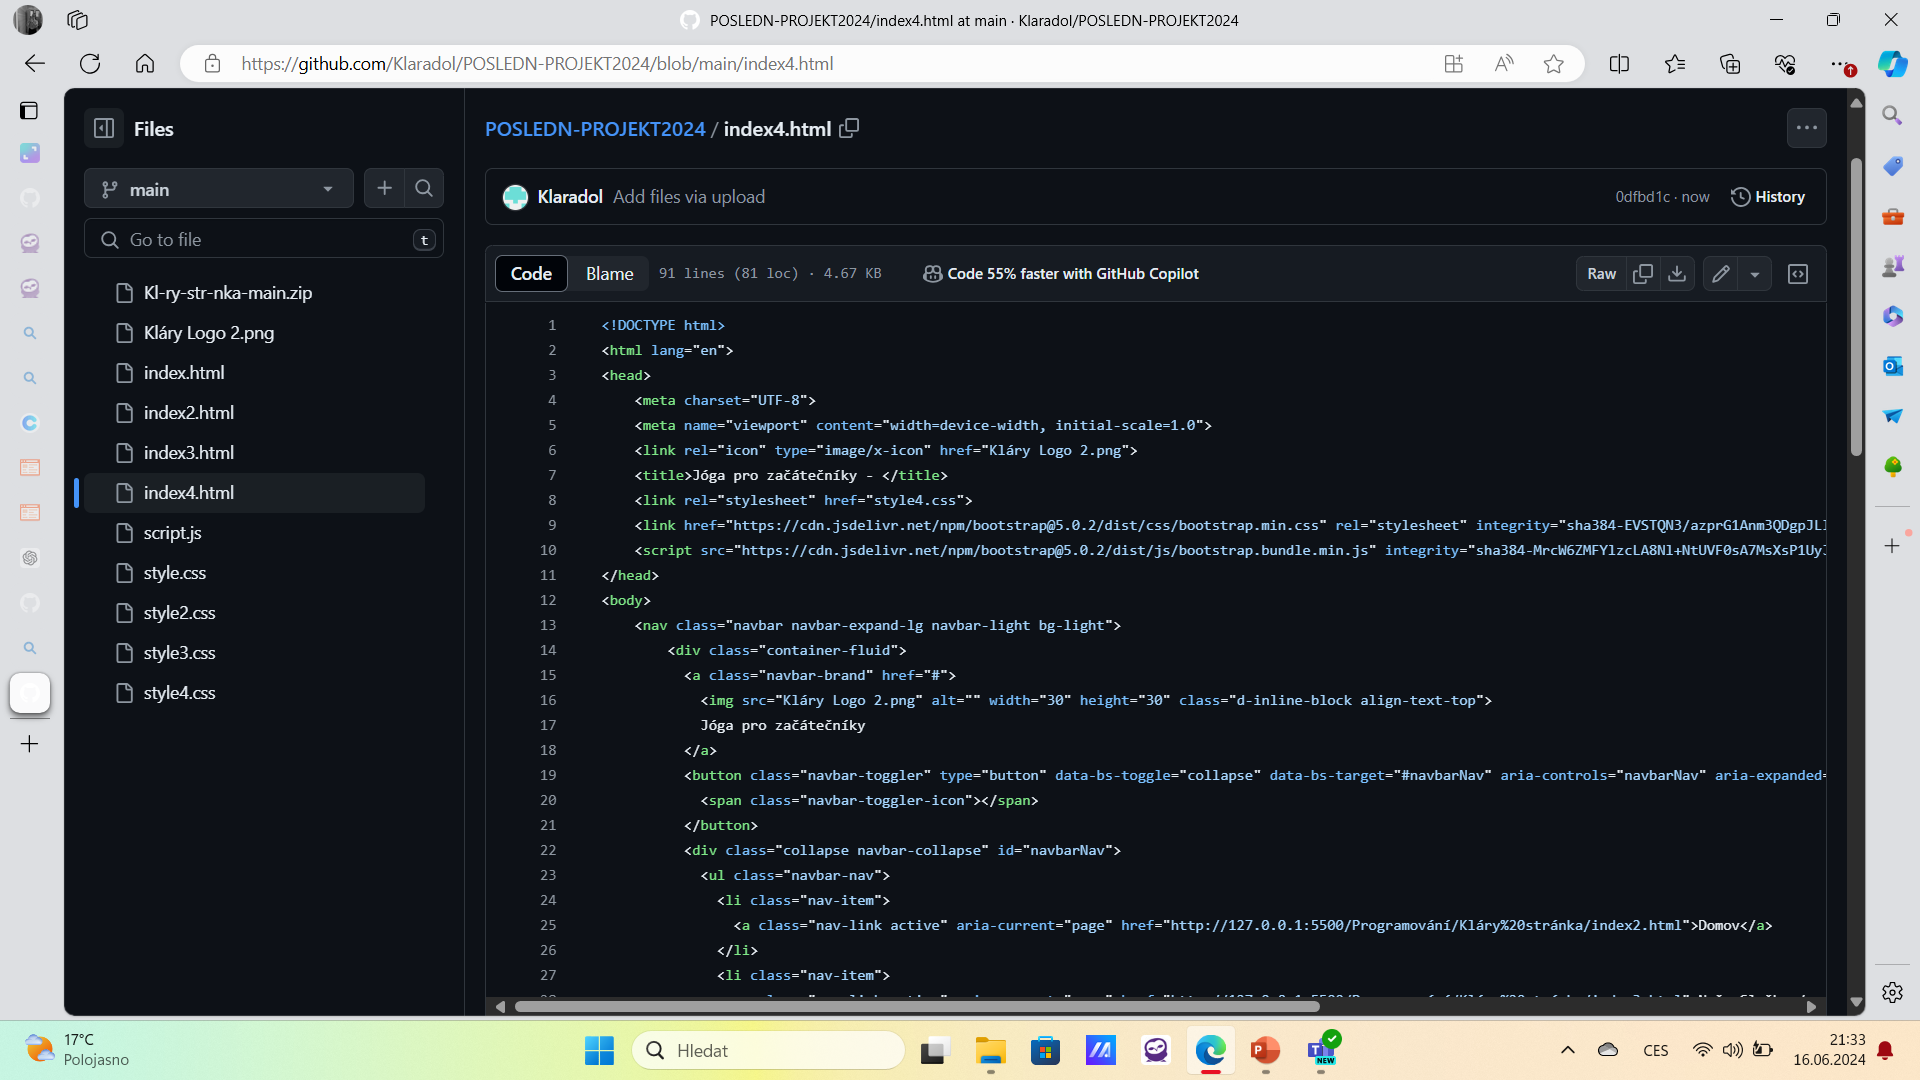 POSLEDN-PROJEKT2024/index4.html at main · Klaradol/POSLEDN-PROJEKT2024
https://github.com/Klaradol/POSLEDN-PROJEKT2024/blob/main/index4.html
Files
main
Go to file
t
Kl-ry-str-nka-main.zip
Kláry Logo 2.png
index.html
index2.html
index3.html
index4.html
script.js
style.css
style2.css
style3.css
style4.css
POSLEDN-PROJEKT2024 / index4.html
Klaradol Add files via upload
0dfbd1c · now
History
Code Blame 91 lines (81 loc) · 4.67 KB
Code 55% faster with GitHub Copilot
Raw
1 <!DOCTYPE html>
2 <html lang="en">
3 <head>
4 <meta charset="UTF-8">
5 <meta name="viewport" content="width=device-width, initial-scale=1.0">
6 <link rel="icon" type="image/x-icon" href="Kláry Logo 2.png">
7 <title>Jóga pro začátečníky - </title>
8 <link rel="stylesheet" href="style4.css">
9 <link href="https://cdn.jsdelivr.net/npm/bootstrap@5.0.2/dist/css/bootstrap.min.css" rel="stylesheet" integrity="sha384-EVSTQN3/azprG1Anm3QDgpJLI
10 <script src="https://cdn.jsdelivr.net/npm/bootstrap@5.0.2/dist/js/bootstrap.bundle.min.js" integrity="sha384-MrcW6ZMFYlzcLA8Nl+NtUVF0sA7MsXsP1UyJ
11 </head>
12 <body>
13 <nav class="navbar navbar-expand-lg navbar-light bg-light">
14 <div class="container-fluid">
15 <a class="navbar-brand" href="#">
16 <img src="Kláry Logo 2.png" alt="" width="30" height="30" class="d-inline-block align-text-top">
17 Jóga pro začátečníky
18 </a>
19 <button class="navbar-toggler" type="button" data-bs-toggle="collapse" data-bs-target="#navbarNav" aria-controls="navbarNav" aria-expanded=
20 <span class="navbar-toggler-icon"></span>
21 </button>
22 <div class="collapse navbar-collapse" id="navbarNav">
23 <ul class="navbar-nav">
24 <li class="nav-item">
25 <a class="nav-link active" aria-current="page" href="http://127.0.0.1:5500/Programování/Kláry%20stránka/index2.html">Domov</a>
26 </li>
27 <li class="nav-item">
17°C
Polojasno
Hledat
NEW
CES
21:33
16.06.2024